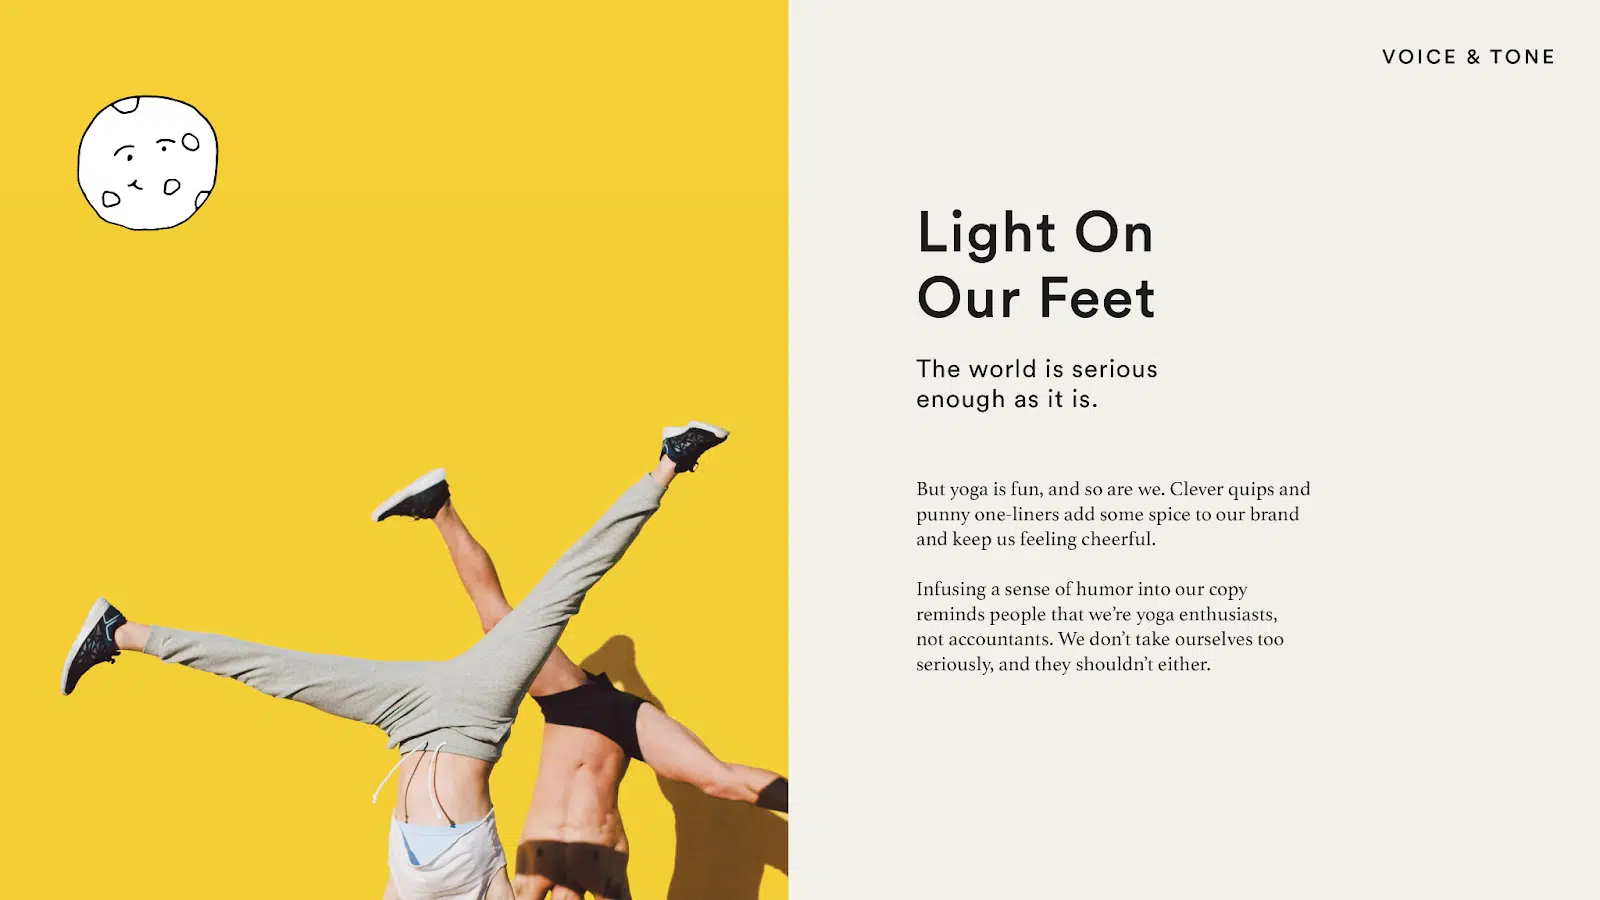 VOICE & TONE
Light On
Our Feet
The world is serious
enough as it is.
But yoga is fun, and so are we. Clever quips and
punny one-liners add some spice to our brand
and keep us feeling cheerful.
Infusing a sense of humor into our copy
reminds people that we’re yoga enthusiasts,
not accountants. We don’t take ourselves too
seriously, and they shouldn’t either.